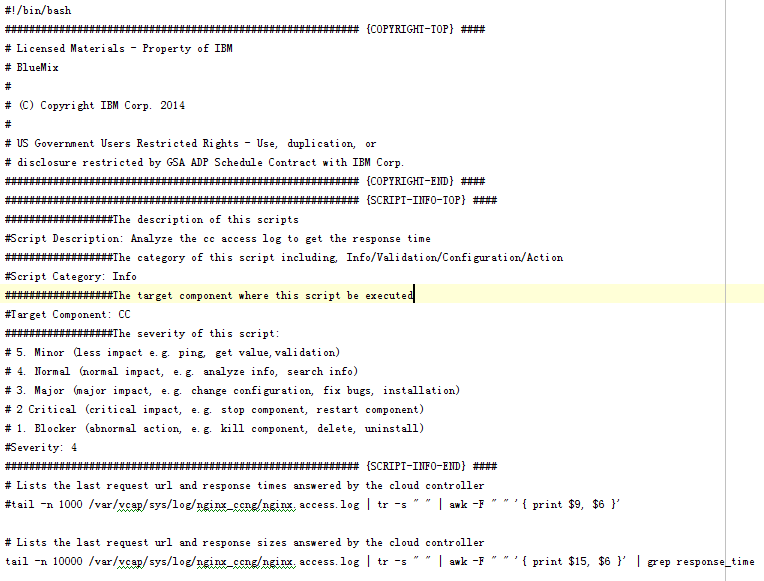 #!/bin/bash
########################################################### {COPYRIGHT-TOP} ####
# Licensed Materials - Property of IBM
# BlueMix
#
# (C) Copyright IBM Corp. 2014
#
# US Government Users Restricted Rights - Use, duplication, or
# disclosure restricted by GSA ADP Schedule Contract with IBM Corp.
########################################################### {COPYRIGHT-END} ####
########################################################### {SCRIPT-INFO-TOP} ####
##################The description of this scripts
#Script Description: Analyze the cc access log to get the response time
##################The category of this script including, Info/Validation/Configuration/Action
#Script Category: Info
##################The target component where this script be executed
#Target Component: CC
##################The severity of this script:
# 5. Minor (less impact e.g. ping, get value,validation)
# 4. Normal (normal impact, e.g. analyze info, search info)
# 3. Major (major impact, e.g. change configuration, fix bugs, installation)
# 2 Critical (critical impact, e.g. stop component, restart component)
# 1. Blocker (abnormal action, e.g. kill component, delete, uninstall)
#Severity: 4
########################################################### {SCRIPT-INFO-END} ####
# Lists the last request url and response times answered by the cloud controller
#tail -n 1000 /var/vcap/sys/log/nginx_ccng/nginx.access.log | tr -s " " | awk -F " " '{ print $9, $6 }'
# Lists the last request url and response sizes answered by the cloud controller
tail -n 10000 /var/vcap/sys/log/nginx_ccng/nginx.access.log | tr -s " " | awk -F " " '{ print $15, $6 }' | grep response_time